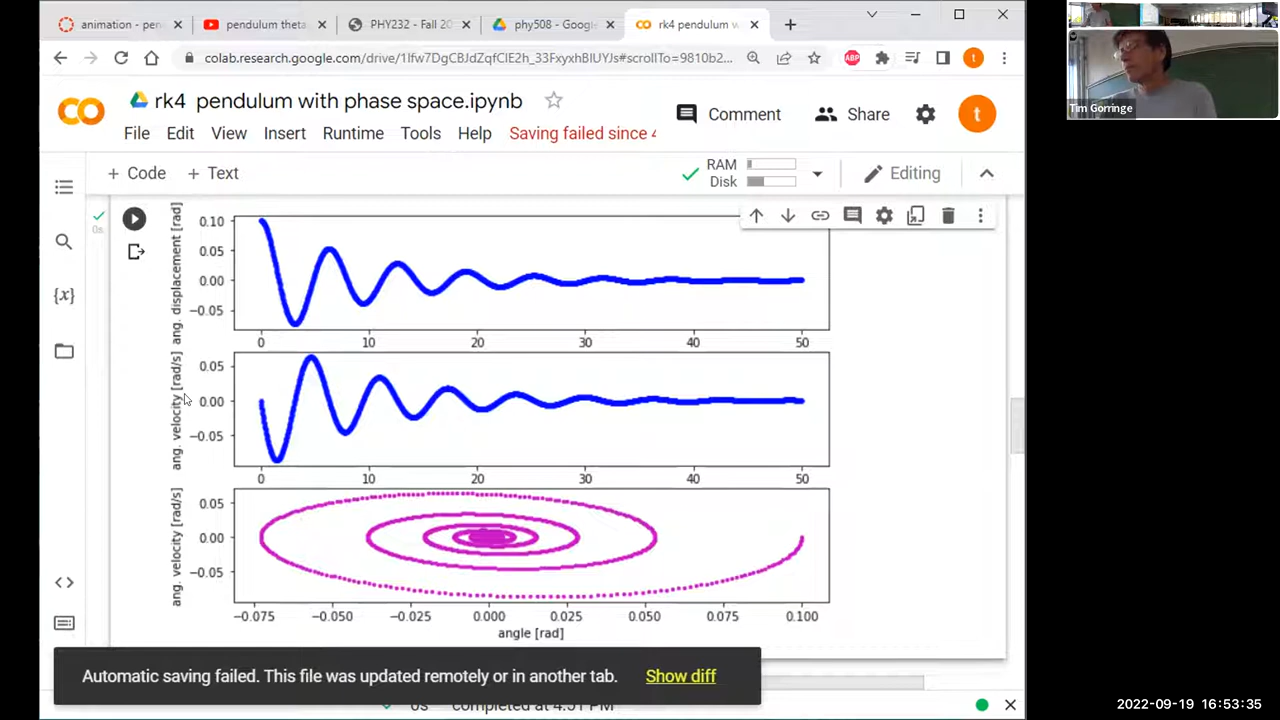 animation - pen
pendulum theta
PHY232 - Fall 20
phy508 - Google
rk4 pendulum w
colab.research.google.com/drive/1lfw7DgCBJdZqfClE2h_33FxyxhBlUYJs#scrollTo=9810b2...
ABP
t
rk4 pendulum with phase space.ipynb
Comment
Share
t
File Edit View Insert Runtime Tools Help Saving failed since 4
+ Code + Text
RAM
Disk
Editing
{x}
0s
ang. displacement [rad]
0.10
0.05
0.00
−0.05
0 10 20 30 40 50
ang. velocity [rad/s]
0.05
0.00
−0.05
0 10 20 30 40 50
ang. velocity [rad/s]
0.05
0.00
−0.05
−0.075 −0.050 −0.025 0.000 0.025 0.050 0.075 0.100
angle [rad]
Automatic saving failed. This file was updated remotely or in another tab. Show diff
0s completed at 4:51 PM
Tim Gorringe
2022-09-19 16:53:35